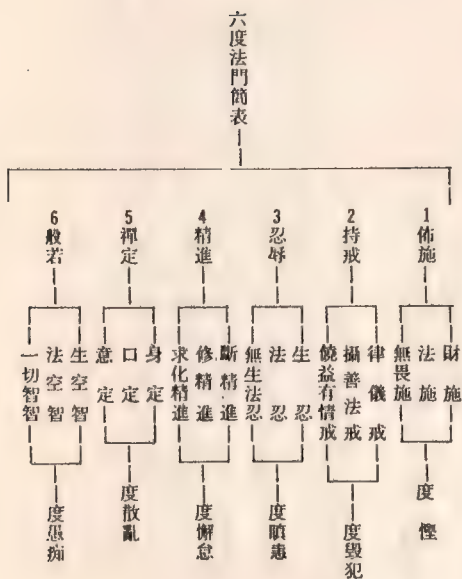 六度法門簡表
1佈施
財施
法施
無畏施
度慳
2持戒
律儀戒
攝善法戒
饒益有情戒
度毀犯
3忍辱
生忍
法忍
無生法忍
度瞋恚
4精進
斷精進
修精進
求化精進
度懈怠
5禪定
身定
口定
意定
度散亂
6般若
生空智
法空智
一切智智
度愚痴